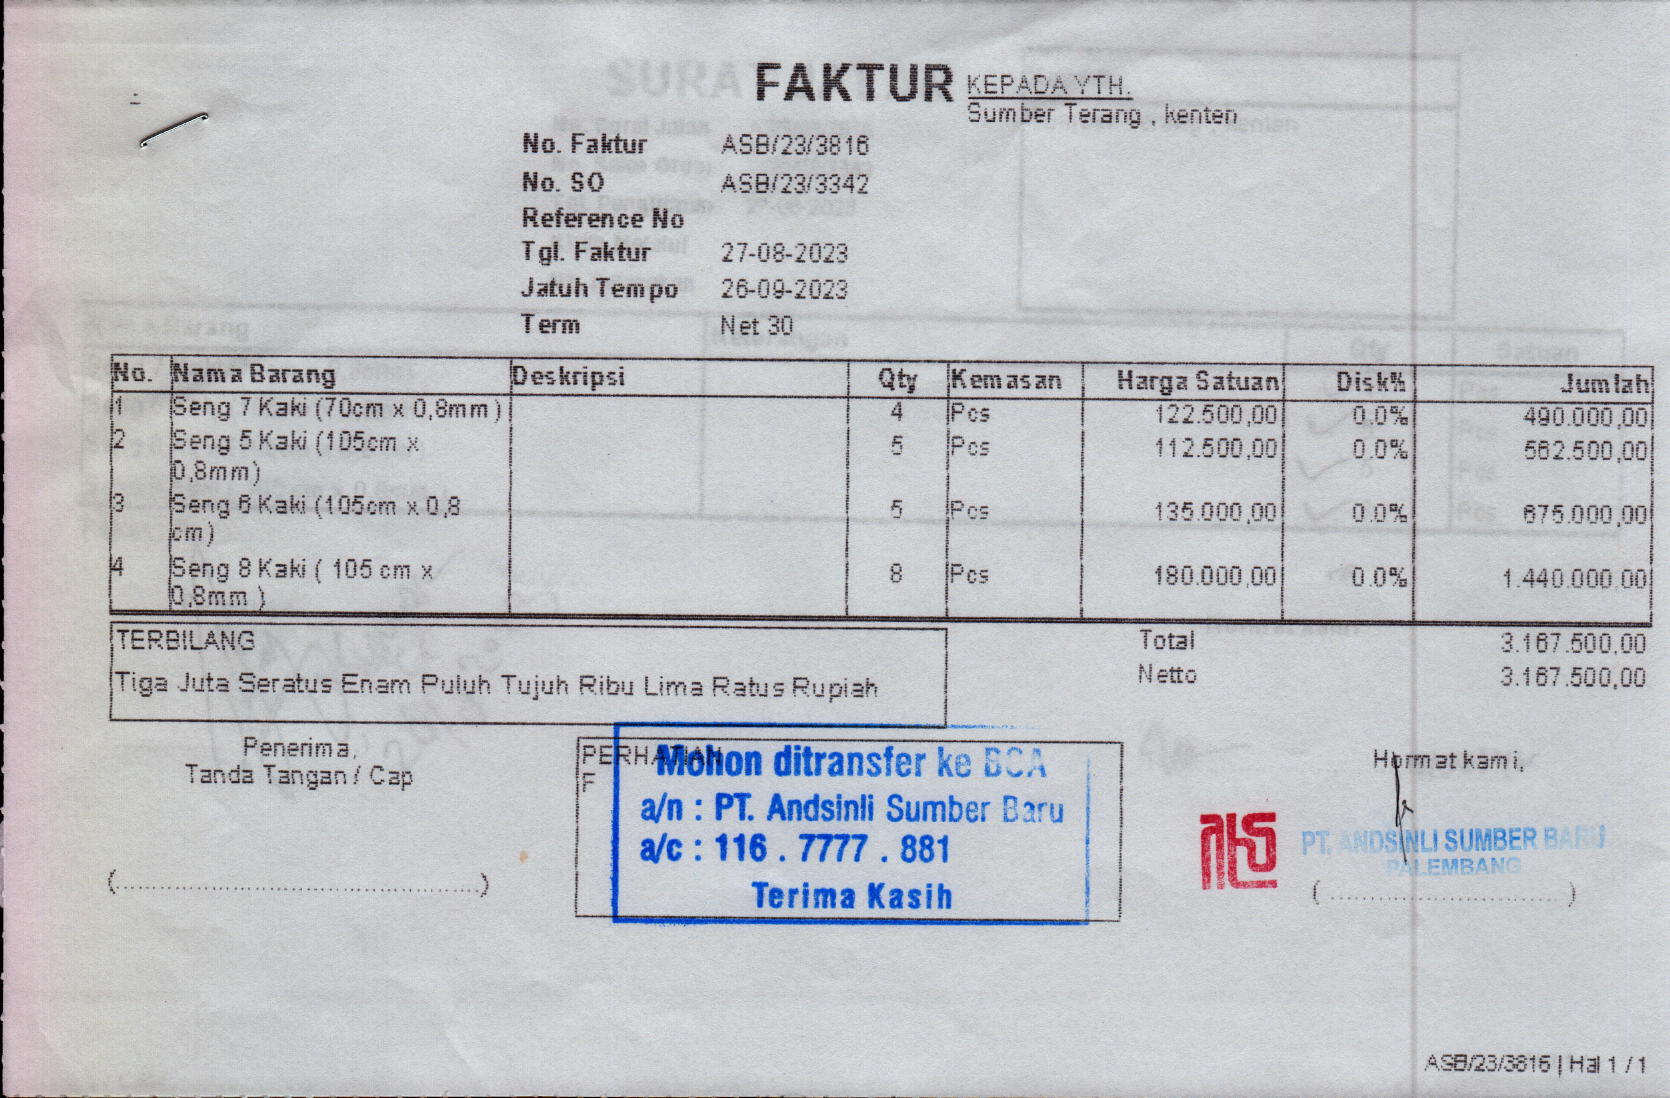 FAKTUR
KEPADA YTH.
Sumber Terang , kenten
No. Faktur ASB/23/3816
No. SO ASB/23/3342
Reference No
Tgl. Faktur 27-08-2023
Jatuh Tempo 26-09-2023
Term Net 30
No. Nama Barang Deskripsi Qty Kemasan Harga Satuan Disk% Jumlah
1 Seng 7 Kaki (70cm x 0,8mm) 4 Pcs 122.500,00 0.0% 490.000,00
2 Seng 5 Kaki (105cm x 5 Pcs 112.500,00 0.0% 562.500,00
0,8mm)
3 Seng 6 Kaki (105cm x 0,8 5 Pcs 135.000,00 0.0% 675.000,00
cm)
4 Seng 8 Kaki ( 105 cm x 8 Pcs 180.000,00 0.0% 1.440.000,00
0,8mm )
TERBILANG
Tiga Juta Seratus Enam Puluh Tujuh Ribu Lima Ratus Rupiah
Total 3.167.500,00
Netto 3.167.500,00
Penerima,
Tanda Tangan / Cap
PERHATIAN
F
Mohon ditransfer ke BCA
a/n : PT. Andsinli Sumber Baru
a/c : 116 . 7777 . 881
Terima Kasih
Hormat kami,
PT. ANDSINLI SUMBER BARU
PALEMBANG
ASB/23/3816 | Hal 1 / 1